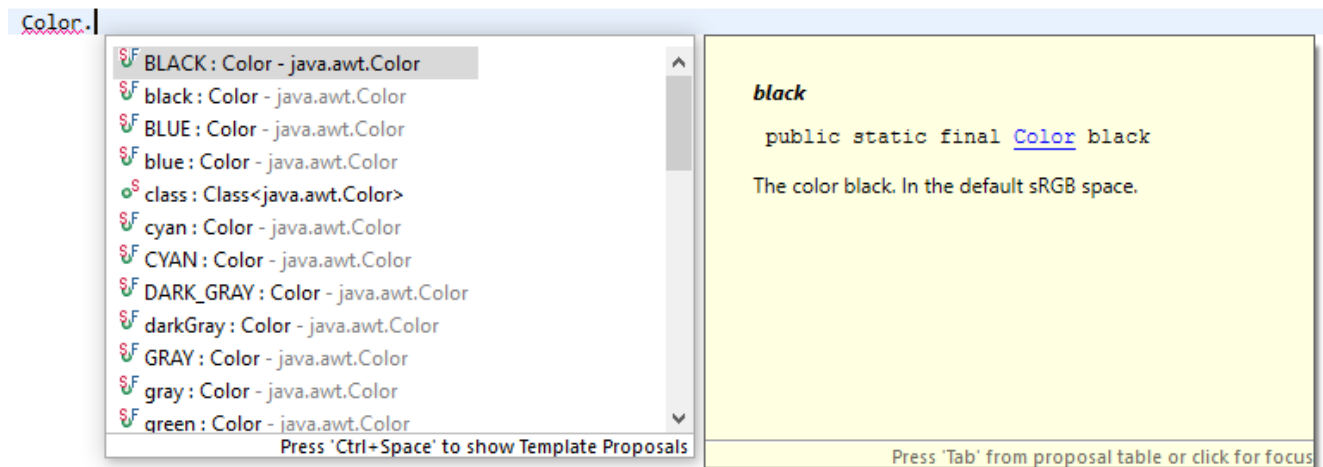 Color.
BLACK : Color - java.awt.Color
black : Color - java.awt.Color
BLUE : Color - java.awt.Color
blue : Color - java.awt.Color
class : Class<java.awt.Color>
cyan : Color - java.awt.Color
CYAN : Color - java.awt.Color
DARK_GRAY : Color - java.awt.Color
darkGray : Color - java.awt.Color
GRAY : Color - java.awt.Color
gray : Color - java.awt.Color
green : Color - java.awt.Color
Press 'Ctrl+Space' to show Template Proposals
black
public static final Color black
The color black. In the default sRGB space.
Press 'Tab' from proposal table or click for focus